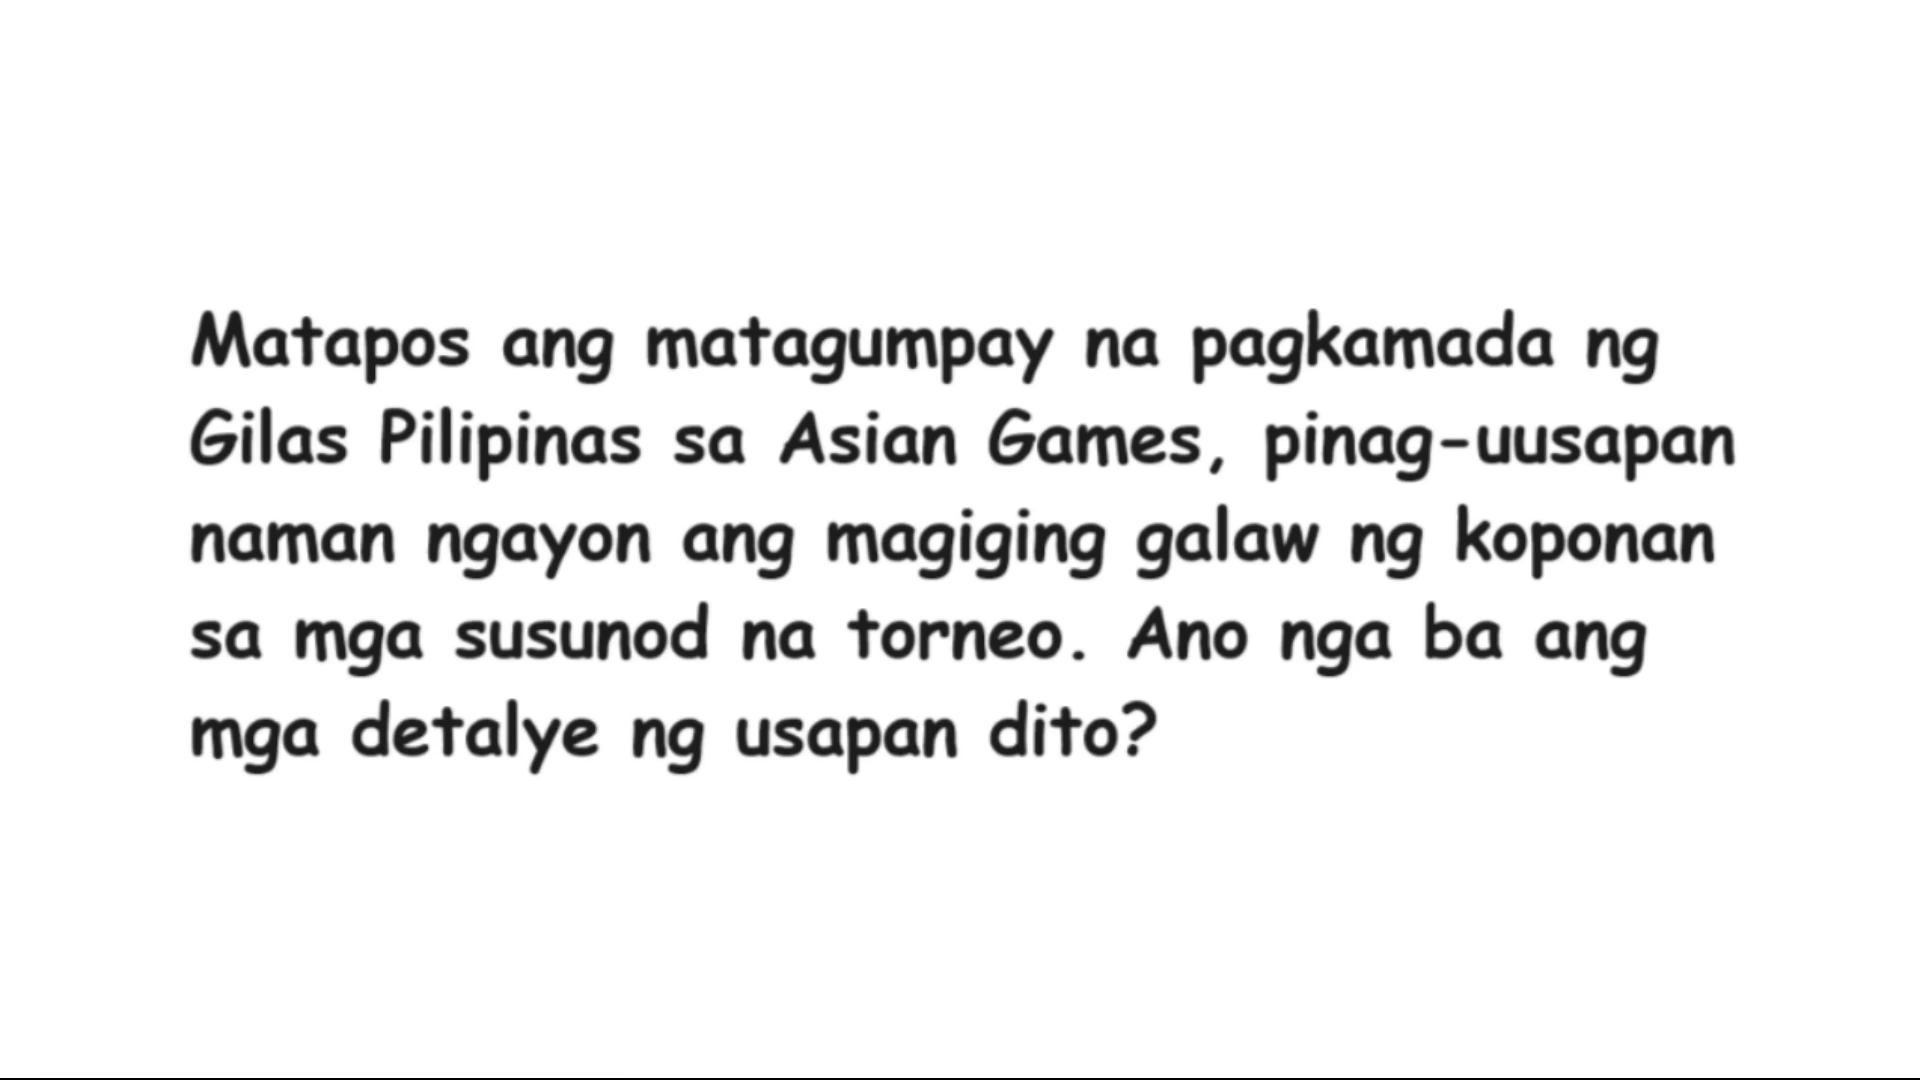 Matapos ang matagumpay na pagkamada ng
Gilas Pilipinas sa Asian Games, pinag-uusapan
naman ngayon ang magiging galaw ng koponan
sa mga susunod na torneo. Ano nga ba ang
mga detalye ng usapan dito?